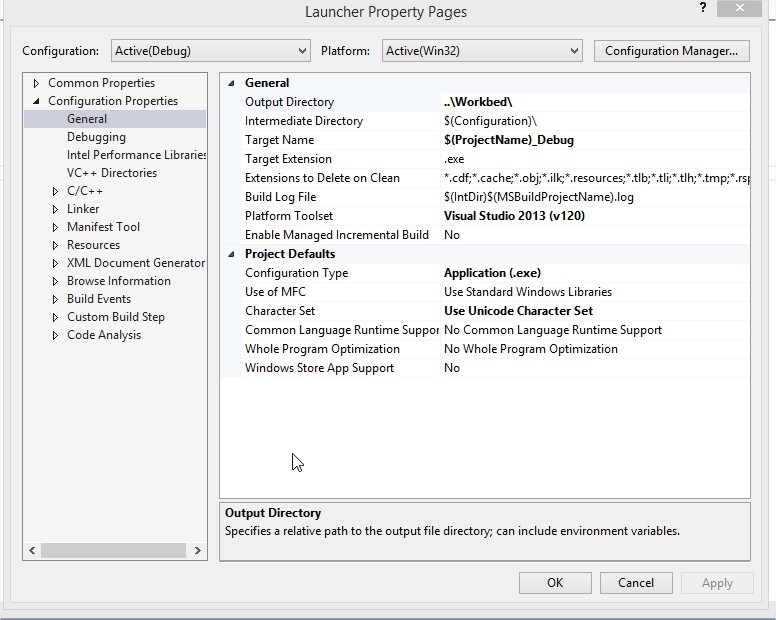 Launcher Property Pages
? ×
Configuration: Active(Debug) Platform: Active(Win32) Configuration Manager...
Common Properties
Configuration Properties
General
Debugging
Intel Performance Libraries
VC++ Directories
C/C++
Linker
Manifest Tool
Resources
XML Document Generator
Browse Information
Build Events
Custom Build Step
Code Analysis
General
Output Directory ..\Workbed\
Intermediate Directory $(Configuration)\
Target Name $(ProjectName)_Debug
Target Extension .exe
Extensions to Delete on Clean *.cdf;*.cache;*.obj;*.ilk;*.resources;*.tlb;*.tli;*.tlh;*.tmp;*.rsp
Build Log File $(IntDir)$(MSBuildProjectName).log
Platform Toolset Visual Studio 2013 (v120)
Enable Managed Incremental Build No
Project Defaults
Configuration Type Application (.exe)
Use of MFC Use Standard Windows Libraries
Character Set Use Unicode Character Set
Common Language Runtime Suppor No Common Language Runtime Support
Whole Program Optimization No Whole Program Optimization
Windows Store App Support No
Output Directory
Specifies a relative path to the output file directory; can include environment variables.
OK Cancel Apply